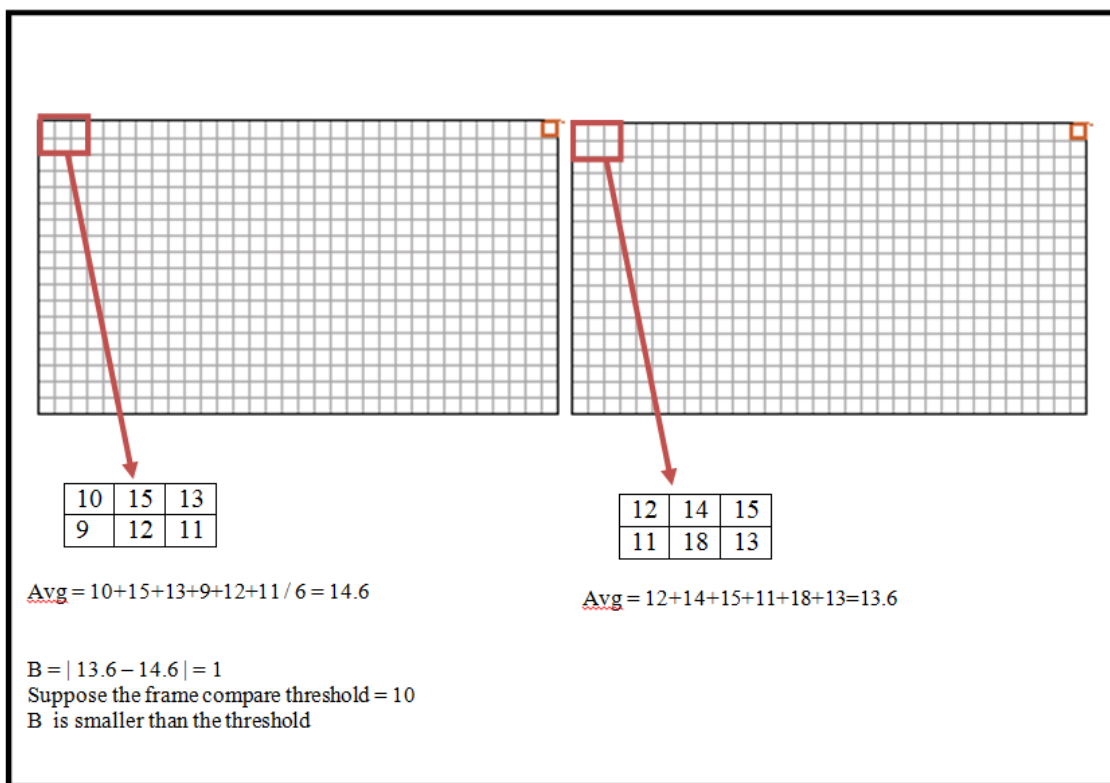 10 15 13
9 12 11
Avg = 10+15+13+9+12+11 / 6 = 14.6
12 14 15
11 18 13
Avg = 12+14+15+11+18+13=13.6
B = | 13.6 – 14.6 | = 1
Suppose the frame compare threshold = 10
B is smaller than the threshold